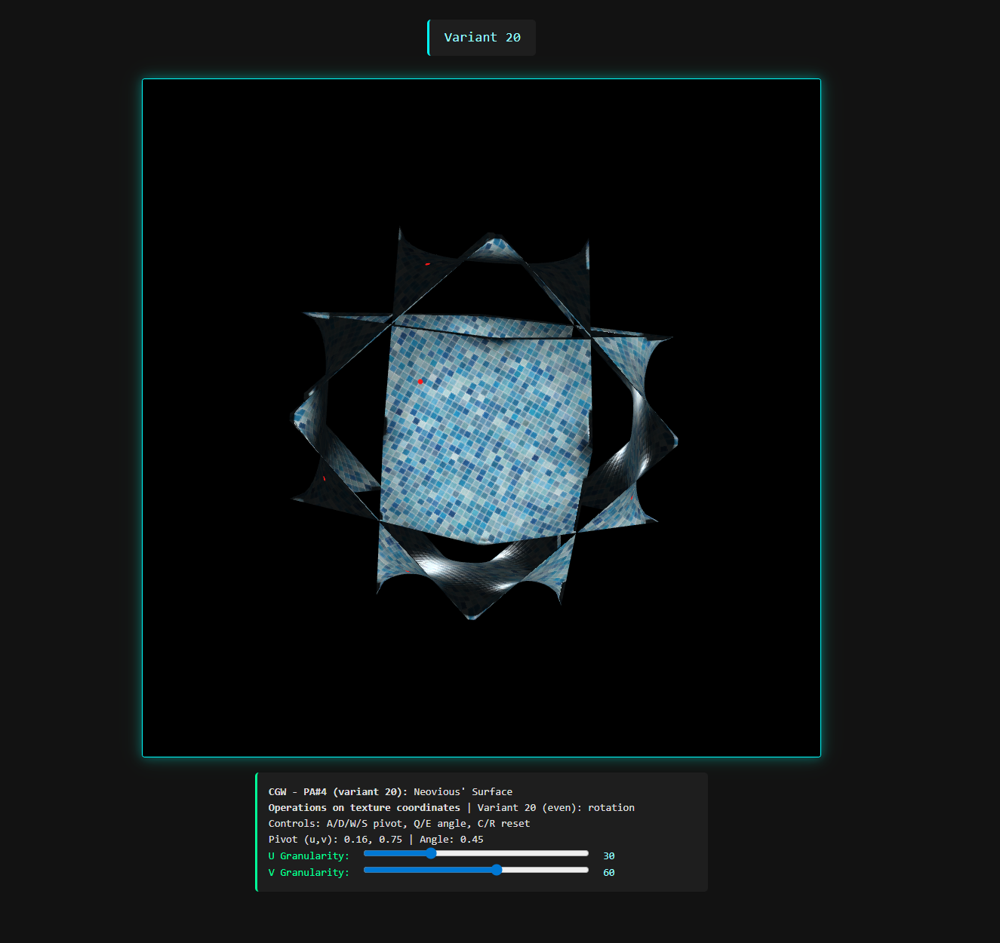 Variant 20
CGW - PA#4 (variant 20): Neovious' Surface
Operations on texture coordinates | Variant 20 (even): rotation
Controls: A/D/W/S pivot, Q/E angle, C/R reset
Pivot (u,v): 0.16, 0.75 | Angle: 0.45
U Granularity: 30
V Granularity: 60